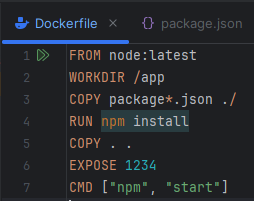 Dockerfile × package.json
1 FROM node:latest
2 WORKDIR /app
3 COPY package*.json ./
4 RUN npm install
5 COPY . .
6 EXPOSE 1234
7 CMD ["npm", "start"]